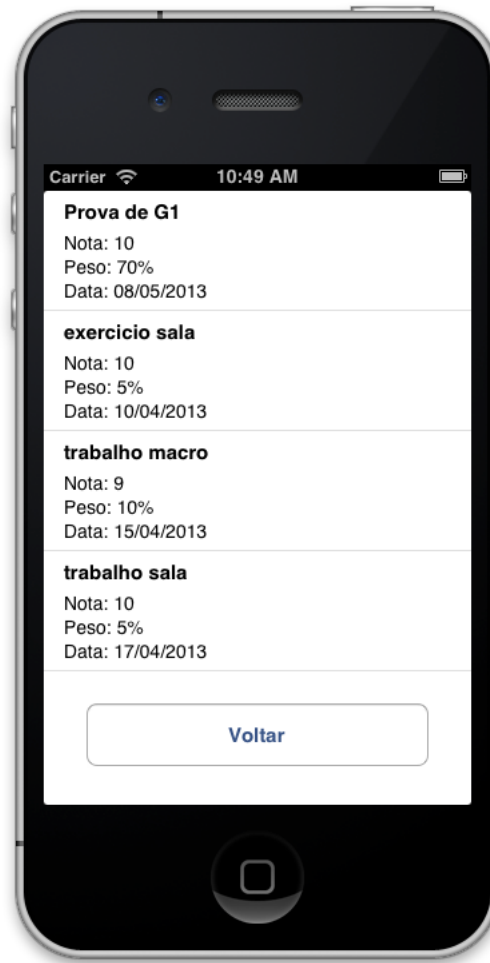 Carrier 10:49 AM
Prova de G1
Nota: 10
Peso: 70%
Data: 08/05/2013
exercicio sala
Nota: 10
Peso: 5%
Data: 10/04/2013
trabalho macro
Nota: 9
Peso: 10%
Data: 15/04/2013
trabalho sala
Nota: 10
Peso: 5%
Data: 17/04/2013
Voltar